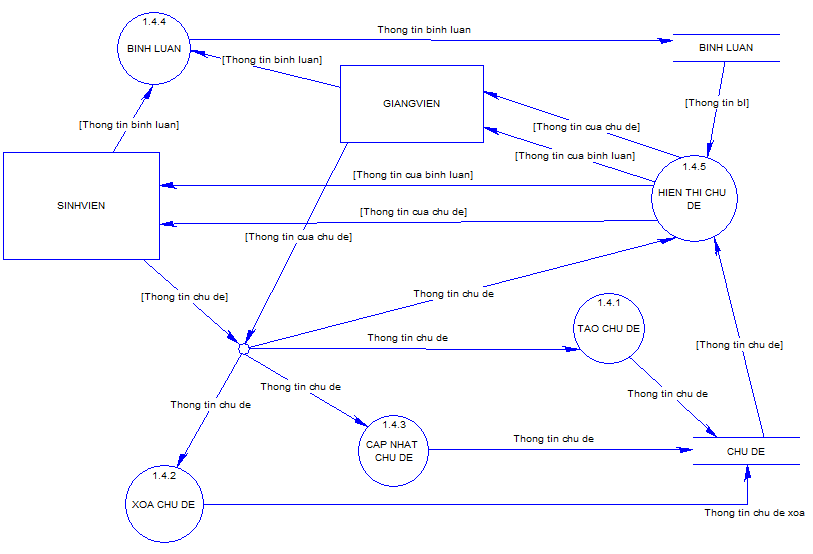 1.4.4
BINH LUAN
Thong tin binh luan
BINH LUAN
[Thong tin binh luan]
GIANGVIEN
[Thong tin bl]
[Thong tin binh luan]
[Thong tin cua chu de]
[Thong tin cua binh luan]
1.4.5
HIEN THI CHU
DE
[Thong tin cua binh luan]
SINHVIEN
[Thong tin cua chu de]
[Thong tin cua chu de]
[Thong tin chu de]
Thong tin chu de
1.4.1
TAO CHU DE
Thong tin chu de
[Thong tin chu de]
Thong tin chu de
Thong tin chu de
Thong tin chu de
1.4.3
CAP NHAT
CHU DE
Thong tin chu de
CHU DE
1.4.2
XOA CHU DE
Thong tin chu de xoa